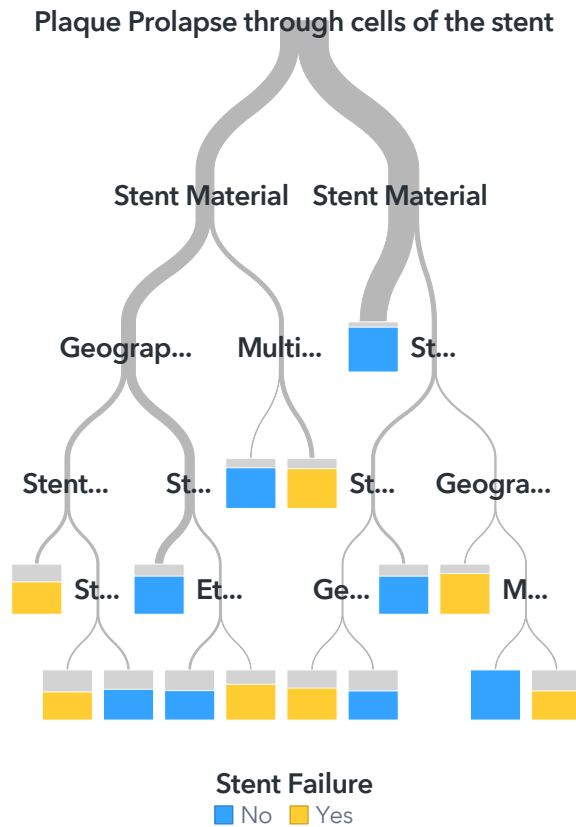 Plaque Prolapse through cells of the stent
Stent Material Stent Material
Geograp... Multi... St...
Stent... St... St... Geogra...
St... Et... Ge... M...
Stent Failure
No Yes